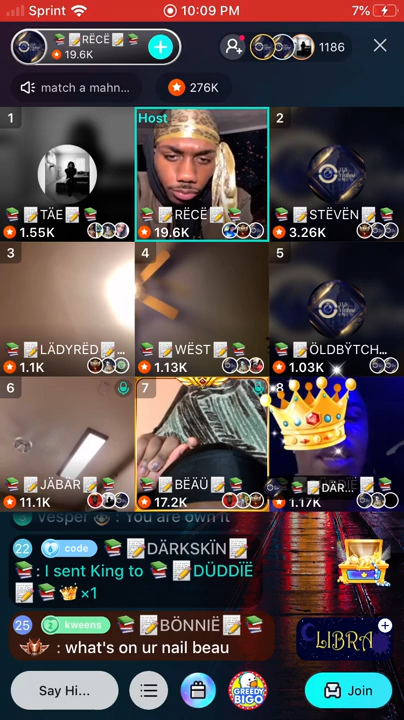 Sprint 10:09 PM 7%
📚📝RËCË📝📚
19.6K
1186
match a mahn...
276K
1
📚📝TÄE📝📚
1.55K
Host
📚📝RËCË📝📚
19.6K
2
📚📝STËVËN📝📚
3.26K
3
📚📝LÄDYRËD📝...
1.1K
4
📚📝WËST📝📚
1.13K
5
📚📝ÖLDBŸTCH...
1.03K
6
📚📝JÄBÄR📝📚
11.1K
7
📚📝BËÄÜ📝📚
17.2K
8
📚📝DÄR...
1.17K
Vesper : You are own it
22 code 📚📝DÄRKSKÏN📝
📚: I sent King to 📚📝DÜDDÏË
📝📚👑×1
25 kweens 📚📝BÖNNIË📝📚
: what's on ur nail beau
LIBRA
Say Hi...
GREEDY
BIGO
Join